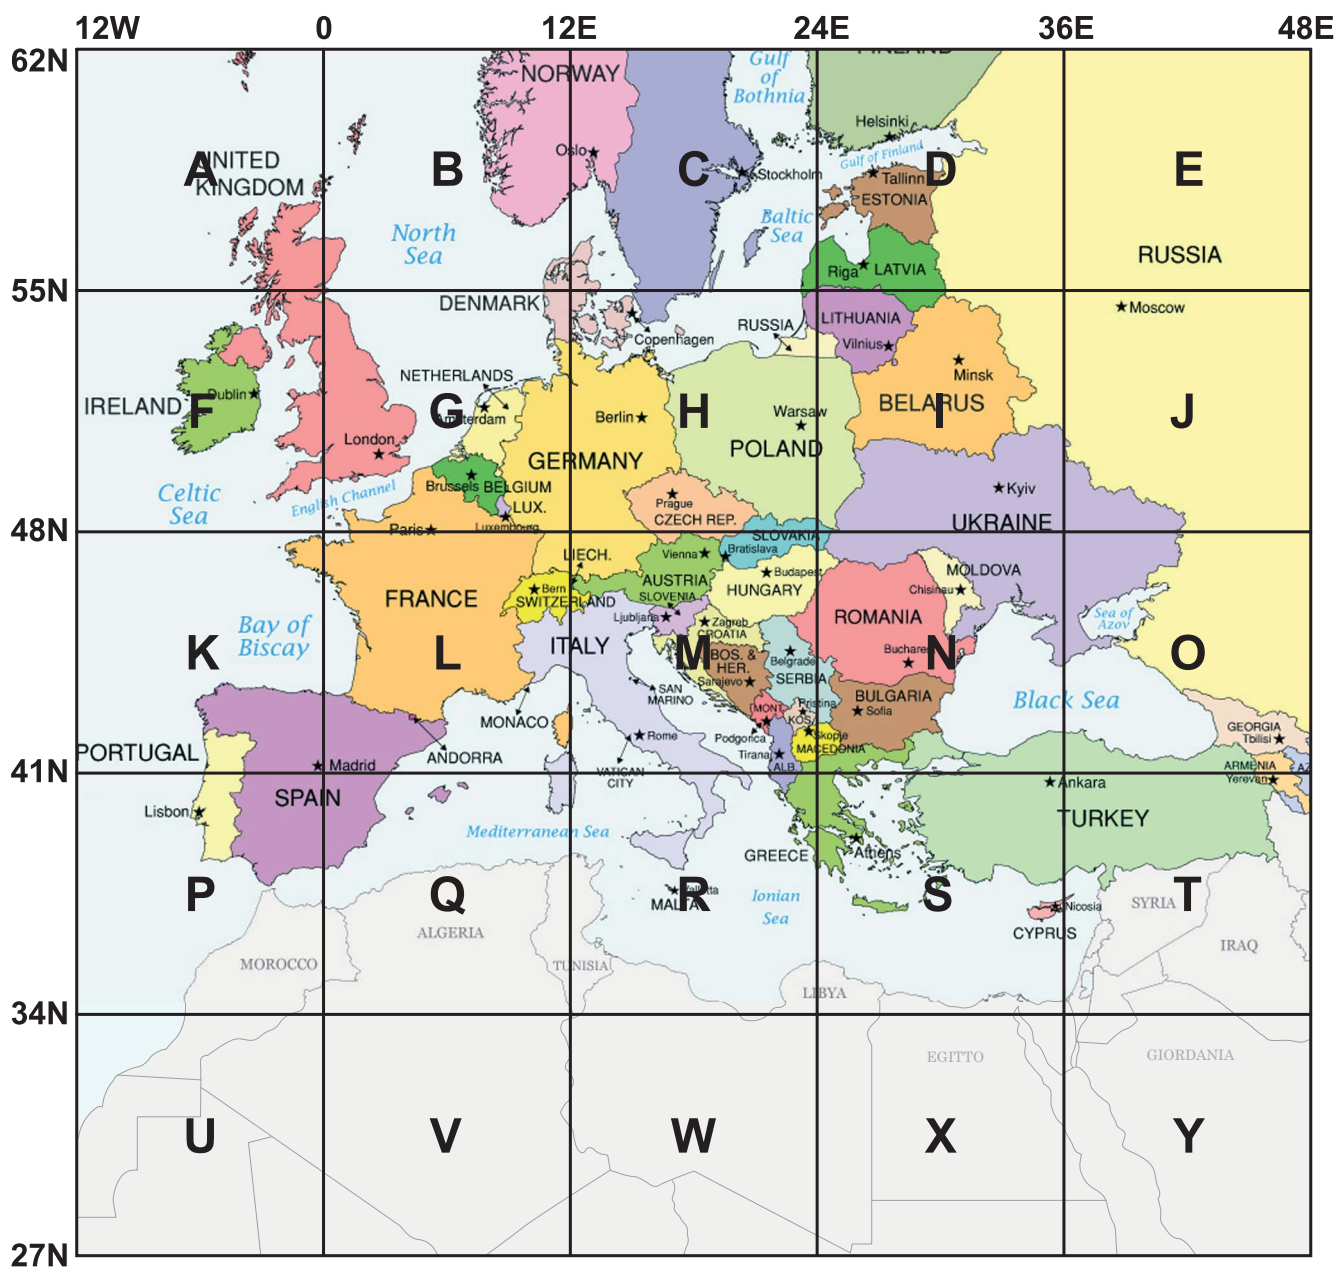 12W 0 12E 24E 36E 48E
62N
FINLAND
Gulf
of
Bothnia
NORWAY
Helsinki
Oslo
Gulf of Finland
A B C D E
UNITED
KINGDOM
Stockholm
Tallinn
ESTONIA
North
Sea
Baltic
Sea
RUSSIA
Riga LATVIA
55N
DENMARK
Moscow
LITHUANIA
RUSSIA
Copenhagen
Vilnius
NETHERLANDS
Minsk
Dublin
IRELAND
F G H I J
Amsterdam
Berlin
Warsaw
BELARUS
London
POLAND
GERMANY
Celtic
Sea
English Channel
Brussels BELGIUM
Kyiv
LUX.
Prague
CZECH REP.
UKRAINE
Luxembourg
Paris
48N
SLOVAKIA
LIECH.
Vienna
Bratislava
MOLDOVA
AUSTRIA
Budapest
HUNGARY
Bern
SWITZERLAND
SLOVENIA
Chisinau
FRANCE
Ljubljana
Zagreb
CROATIA
ROMANIA
Sea of
Azov
Bay of
Biscay
ITALY
K L M N O
BOS. &
HER.
Belgrade
Bucharest
Sarajevo
SERBIA
SAN
MARINO
BULGARIA
Black Sea
MONT.
Pristina
KOS.
Sofia
MONACO
Podgorica
Skopje
MACEDONIA
GEORGIA
Tbilisi
PORTUGAL
ANDORRA
Rome
Tirana
ALB.
ARMENIA
AZ
Madrid
VATICAN
CITY
Yerevan
41N
Ankara
SPAIN
Lisbon
TURKEY
Mediterranean Sea
GREECE
Athens
P Q R S T
Valletta
MALTA
Ionian
Sea
Nicosia
CYPRUS
SYRIA
ALGERIA
IRAQ
MOROCCO
TUNISIA
LIBYA
34N
EGITTO
GIORDANIA
U V W X Y
27N